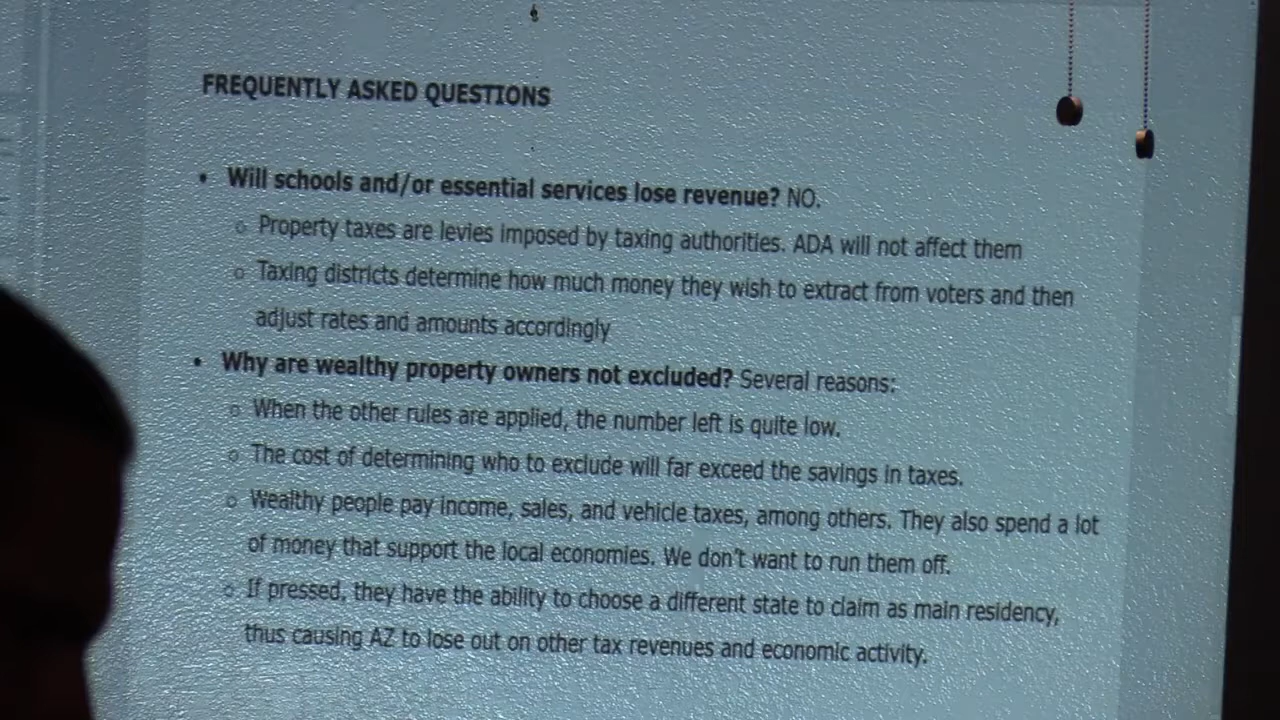 FREQUENTLY ASKED QUESTIONS
• Will schools and/or essential services lose revenue? NO.
o Property taxes are levies imposed by taxing authorities. ADA will not affect them
o Taxing districts determine how much money they wish to extract from voters and then
adjust rates and amounts accordingly
• Why are wealthy property owners not excluded? Several reasons:
o When the other rules are applied, the number left is quite low.
o The cost of determining who to exclude will far exceed the savings in taxes.
o Wealthy people pay income, sales, and vehicle taxes, among others. They also spend a lot
of money that support the local economies. We don't want to run them off.
o If pressed, they have the ability to choose a different state to claim as main residency,
thus causing AZ to lose out on other tax revenues and economic activity.